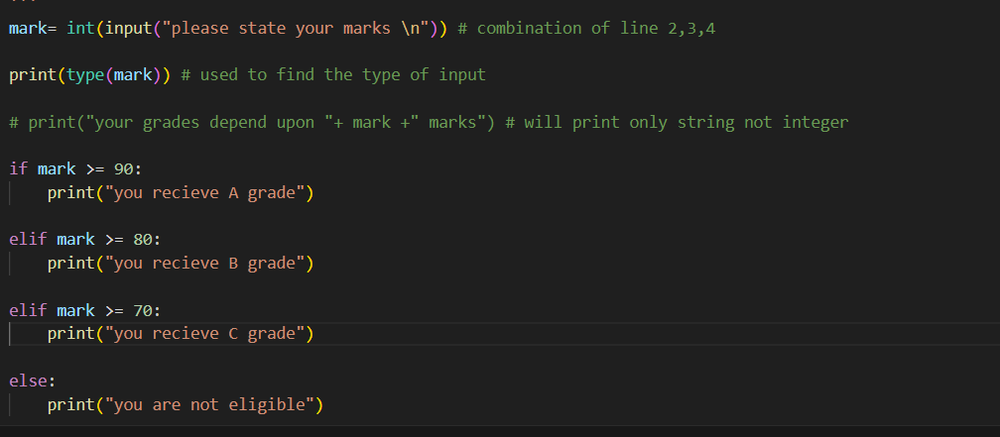 mark= int(input("please state your marks \n")) # combination of line 2,3,4
print(type(mark)) # used to find the type of input
# print("your grades depend upon "+ mark +" marks") # will print only string not integer
if mark >= 90:
    print("you recieve A grade")
elif mark >= 80:
    print("you recieve B grade")
elif mark >= 70:
    print("you recieve C grade")
else:
    print("you are not eligible")